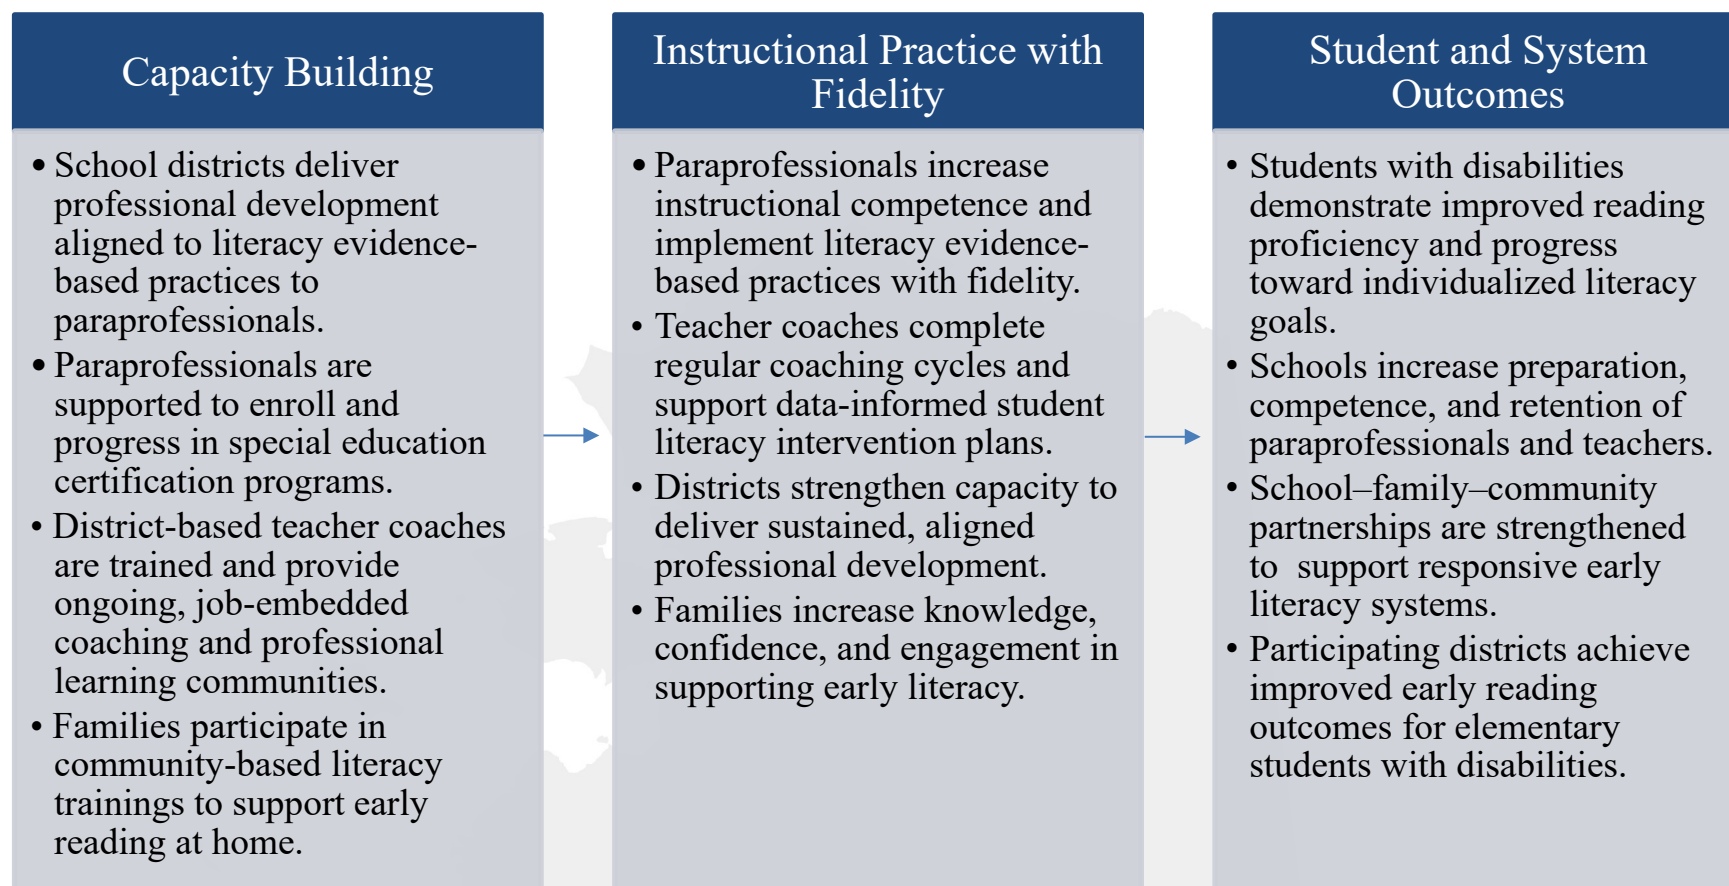 Capacity Building
• School districts deliver
professional development
aligned to literacy evidence-
based practices to
paraprofessionals.
• Paraprofessionals are
supported to enroll and
progress in special education
certification programs.
• District-based teacher coaches
are trained and provide
ongoing, job-embedded
coaching and professional
learning communities.
• Families participate in
community-based literacy
trainings to support early
reading at home.
Instructional Practice with
Fidelity
• Paraprofessionals increase
instructional competence and
implement literacy evidence-
based practices with fidelity.
• Teacher coaches complete
regular coaching cycles and
support data-informed student
literacy intervention plans.
• Districts strengthen capacity to
deliver sustained, aligned
professional development.
• Families increase knowledge,
confidence, and engagement in
supporting early literacy.
Student and System
Outcomes
• Students with disabilities
demonstrate improved reading
proficiency and progress
toward individualized literacy
goals.
• Schools increase preparation,
competence, and retention of
paraprofessionals and teachers.
• School–family–community
partnerships are strengthened
to  support responsive early
literacy systems.
• Participating districts achieve
improved early reading
outcomes for elementary
students with disabilities.